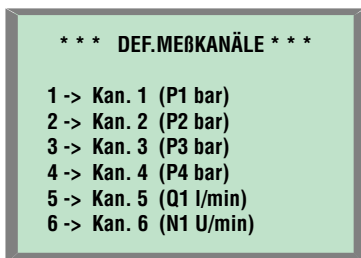 * * * DEF.MEßKANÄLE * * *
1 -> Kan. 1 (P1 bar)
2 -> Kan. 2 (P2 bar)
3 -> Kan. 3 (P3 bar)
4 -> Kan. 4 (P4 bar)
5 -> Kan. 5 (Q1 l/min)
6 -> Kan. 6 (N1 U/min)